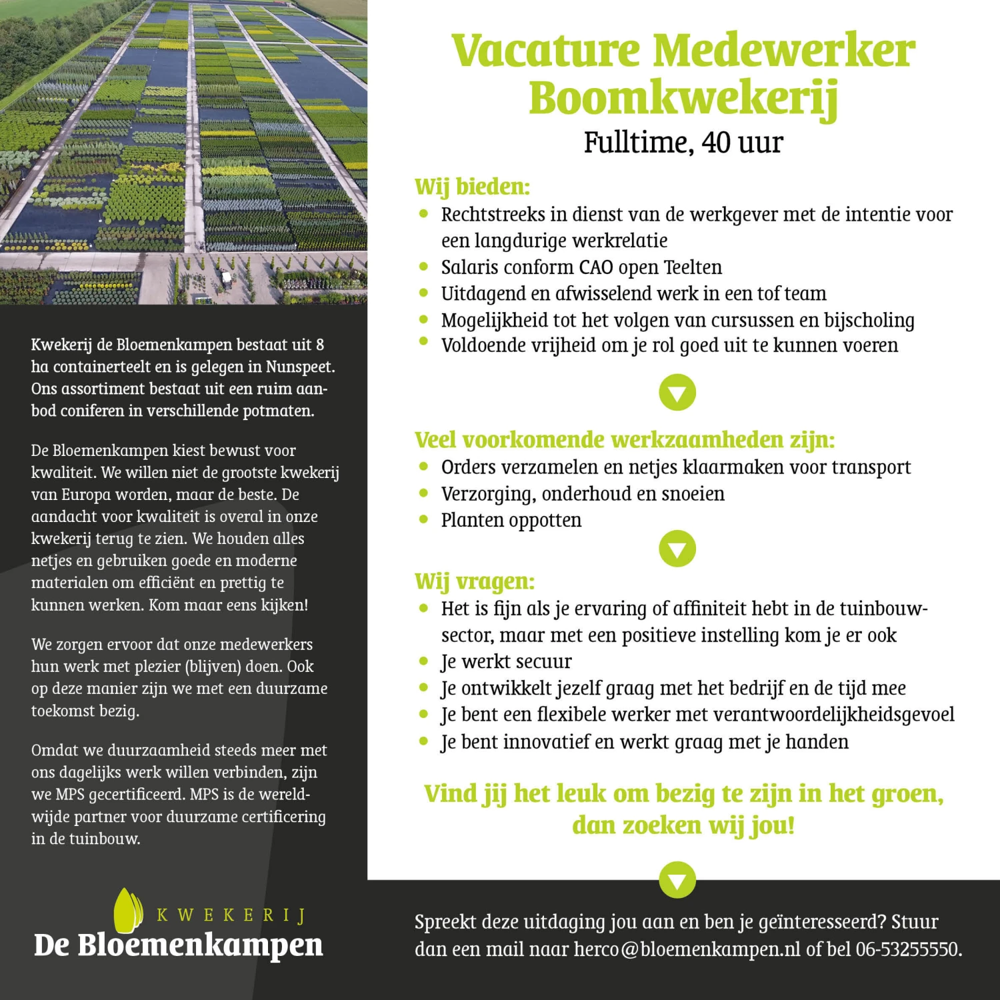 Vacature Medewerker
Boomkwekerij
Fulltime, 40 uur
Wij bieden:
• Rechtstreeks in dienst van de werkgever met de intentie voor
een langdurige werkrelatie
• Salaris conform CAO open Teelten
• Uitdagend en afwisselend werk in een tof team
• Mogelijkheid tot het volgen van cursussen en bijscholing
• Voldoende vrijheid om je rol goed uit te kunnen voeren
Veel voorkomende werkzaamheden zijn:
• Orders verzamelen en netjes klaarmaken voor transport
• Verzorging, onderhoud en snoeien
• Planten oppotten
Wij vragen:
• Het is fijn als je ervaring of affiniteit hebt in de tuinbouw-
sector, maar met een positieve instelling kom je er ook
• Je werkt secuur
• Je ontwikkelt jezelf graag met het bedrijf en de tijd mee
• Je bent een flexibele werker met verantwoordelijkheidsgevoel
• Je bent innovatief en werkt graag met je handen
Vind jij het leuk om bezig te zijn in het groen,
dan zoeken wij jou!
Spreekt deze uitdaging jou aan en ben je geïnteresseerd? Stuur
dan een mail naar herco@bloemenkampen.nl of bel 06-53255550.
Kwekerij de Bloemenkampen bestaat uit 8
ha containerteelt en is gelegen in Nunspeet.
Ons assortiment bestaat uit een ruim aan-
bod coniferen in verschillende potmaten.
De Bloemenkampen kiest bewust voor
kwaliteit. We willen niet de grootste kwekerij
van Europa worden, maar de beste. De
aandacht voor kwaliteit is overal in onze
kwekerij terug te zien. We houden alles
netjes en gebruiken goede en moderne
materialen om efficiënt en prettig te
kunnen werken. Kom maar eens kijken!
We zorgen ervoor dat onze medewerkers
hun werk met plezier (blijven) doen. Ook
op deze manier zijn we met een duurzame
toekomst bezig.
Omdat we duurzaamheid steeds meer met
ons dagelijks werk willen verbinden, zijn
we MPS gecertificeerd. MPS is de wereld-
wijde partner voor duurzame certificering
in de tuinbouw.
KWEKERIJ
De Bloemenkampen